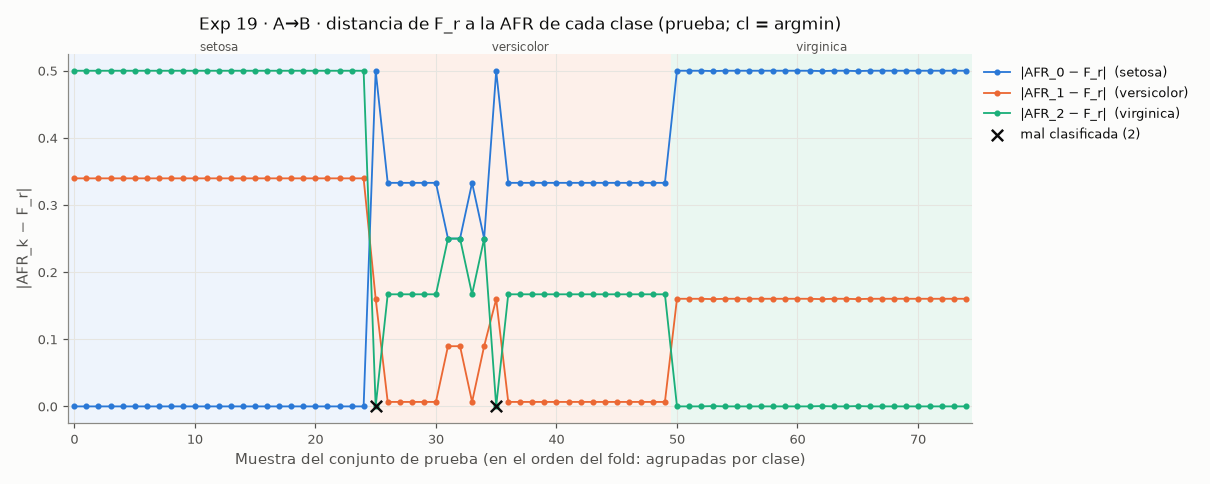 Exp 19 · A→B · distancia de F_r a la AFR de cada clase (prueba; cl = argmin)
setosa versicolor virginica
|AFR_0 − F_r| (setosa)
|AFR_1 − F_r| (versicolor)
|AFR_2 − F_r| (virginica)
mal clasificada (2)
|AFR_k − F_r|
0.5
0.4
0.3
0.2
0.1
0.0
0 10 20 30 40 50 60 70
Muestra del conjunto de prueba (en el orden del fold: agrupadas por clase)